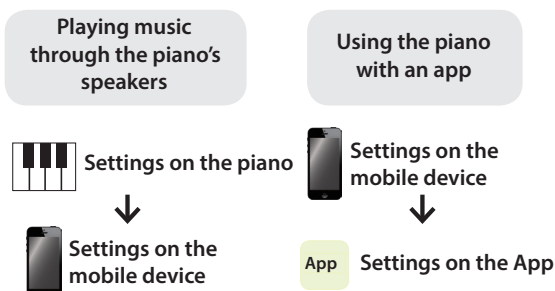 Playing music
through the piano's
speakers
Settings on the piano
Settings on the
mobile device
Using the piano
with an app
Settings on the
mobile device
App
Settings on the App